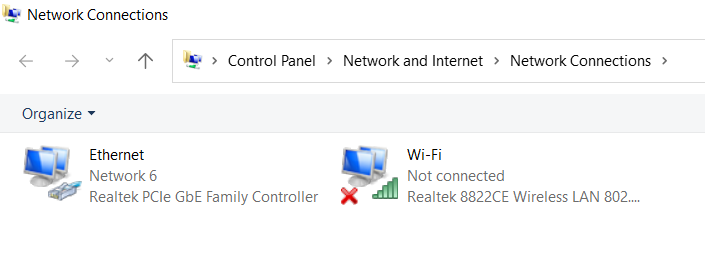 Network Connections
Control Panel Network and Internet Network Connections
Organize
Ethernet
Network 6
Realtek PCIe GbE Family Controller
Wi-Fi
Not connected
Realtek 8822CE Wireless LAN 802....